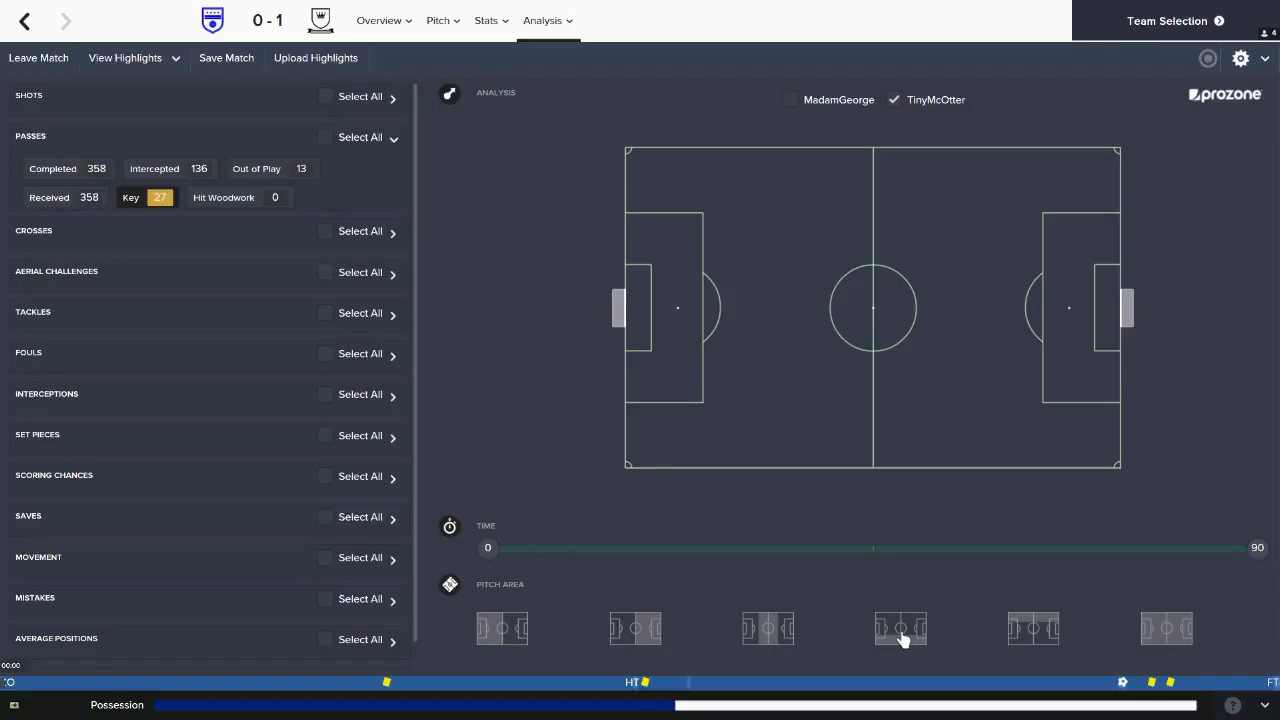 0 - 1
Overview
Pitch
Stats
Analysis
Team Selection
4
Leave Match
View Highlights
Save Match
Upload Highlights
SHOTS
Select All
ANALYSIS
MadamGeorge
TinyMcOtter
prozone
PASSES
Select All
Completed 358
Intercepted 136
Out of Play 13
Received 358
Key 27
Hit Woodwork 0
CROSSES
Select All
AERIAL CHALLENGES
Select All
TACKLES
Select All
FOULS
Select All
INTERCEPTIONS
Select All
SET PIECES
Select All
SCORING CHANCES
Select All
SAVES
Select All
MOVEMENT
Select All
MISTAKES
Select All
AVERAGE POSITIONS
Select All
TIME
0
90
PITCH AREA
00:00
HT
FT
Possession
?